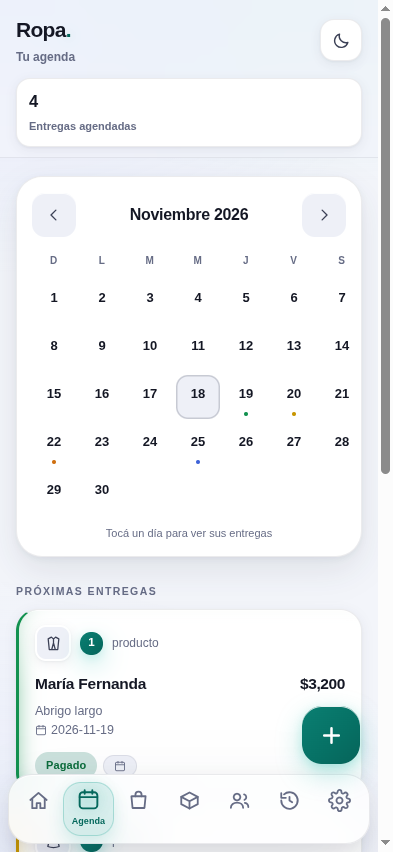 Ropa.
Tu agenda
4
Entregas agendadas
Noviembre 2026
D L M M J V S
1 2 3 4 5 6 7
8 9 10 11 12 13 14
15 16 17 18 19 20 21
22 23 24 25 26 27 28
29 30
Tocá un día para ver sus entregas
PRÓXIMAS ENTREGAS
1 producto
María Fernanda $3,200
Abrigo largo
2026-11-19
Pagado
Agenda